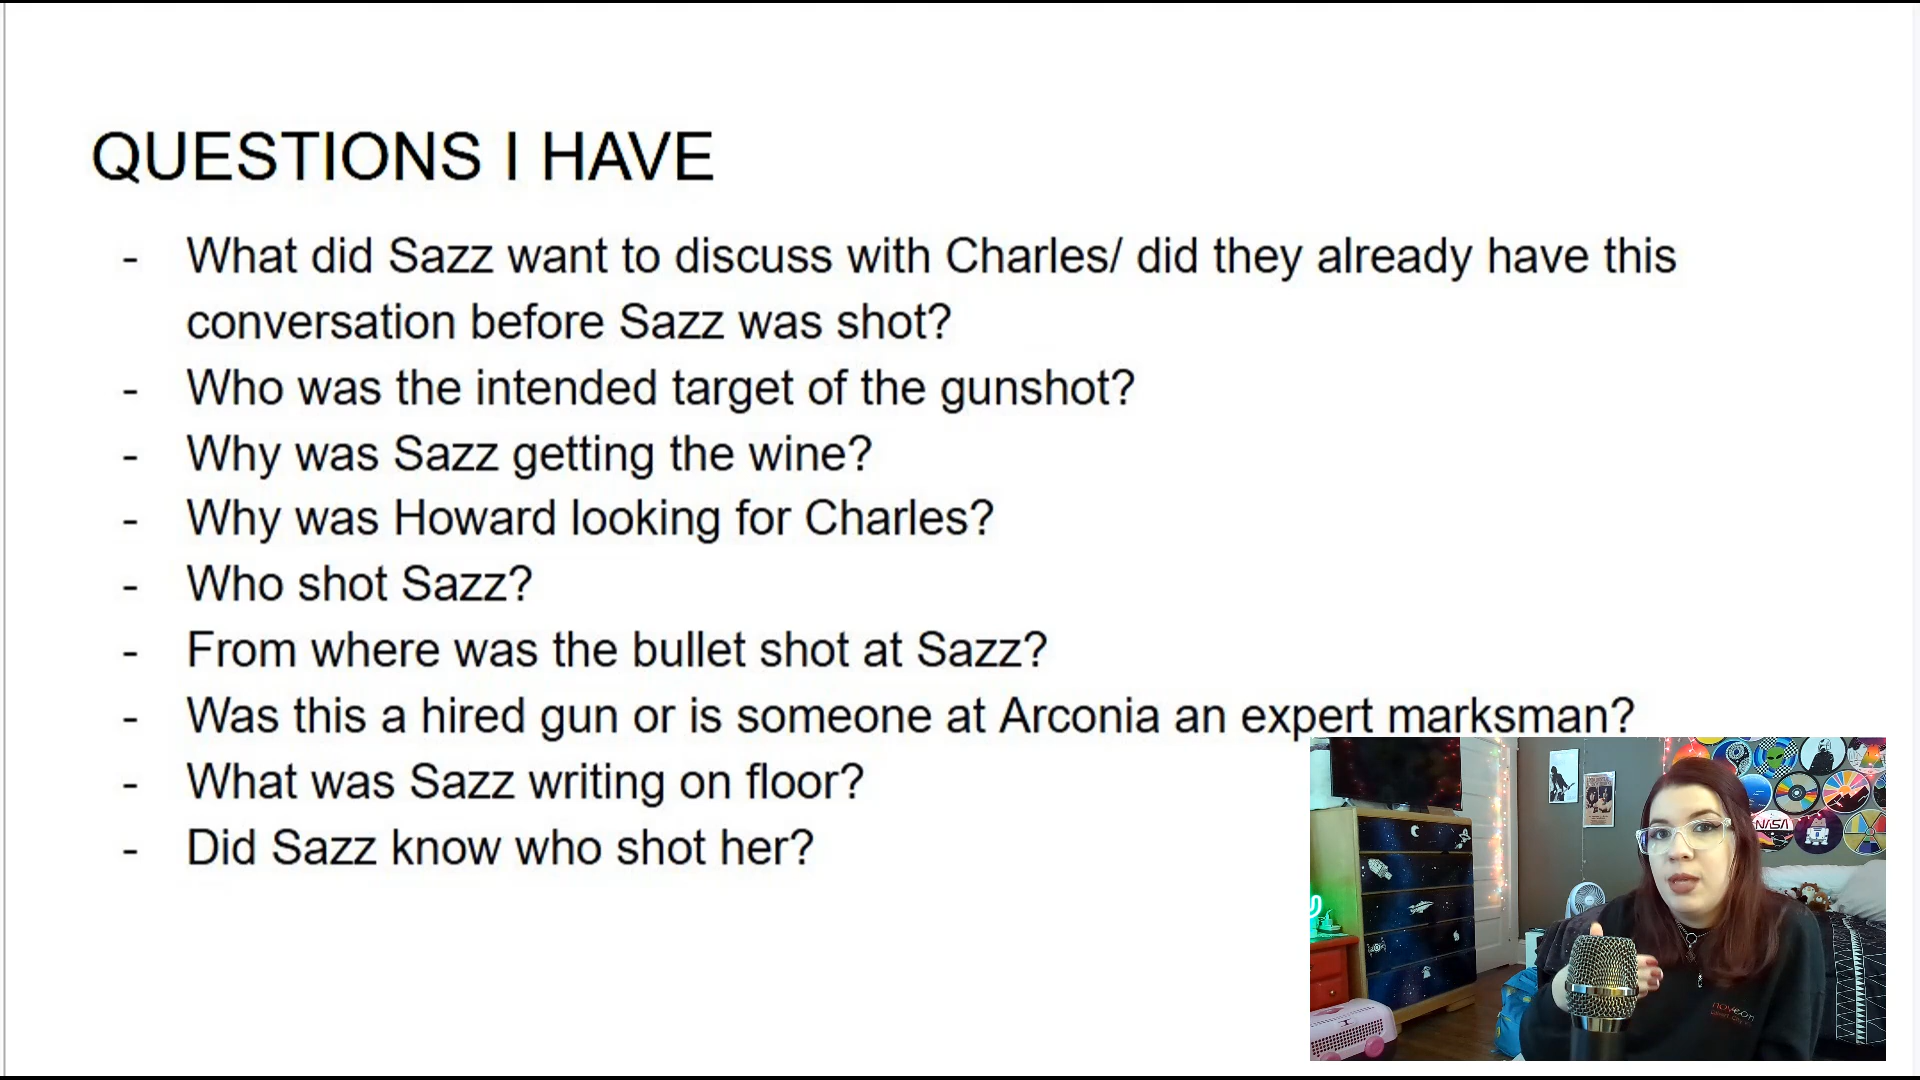 QUESTIONS I HAVE
- What did Sazz want to discuss with Charles/ did they already have this
conversation before Sazz was shot?
- Who was the intended target of the gunshot?
- Why was Sazz getting the wine?
- Why was Howard looking for Charles?
- Who shot Sazz?
- From where was the bullet shot at Sazz?
- Was this a hired gun or is someone at Arconia an expert marksman?
- What was Sazz writing on floor?
- Did Sazz know who shot her?
NASA
noveon